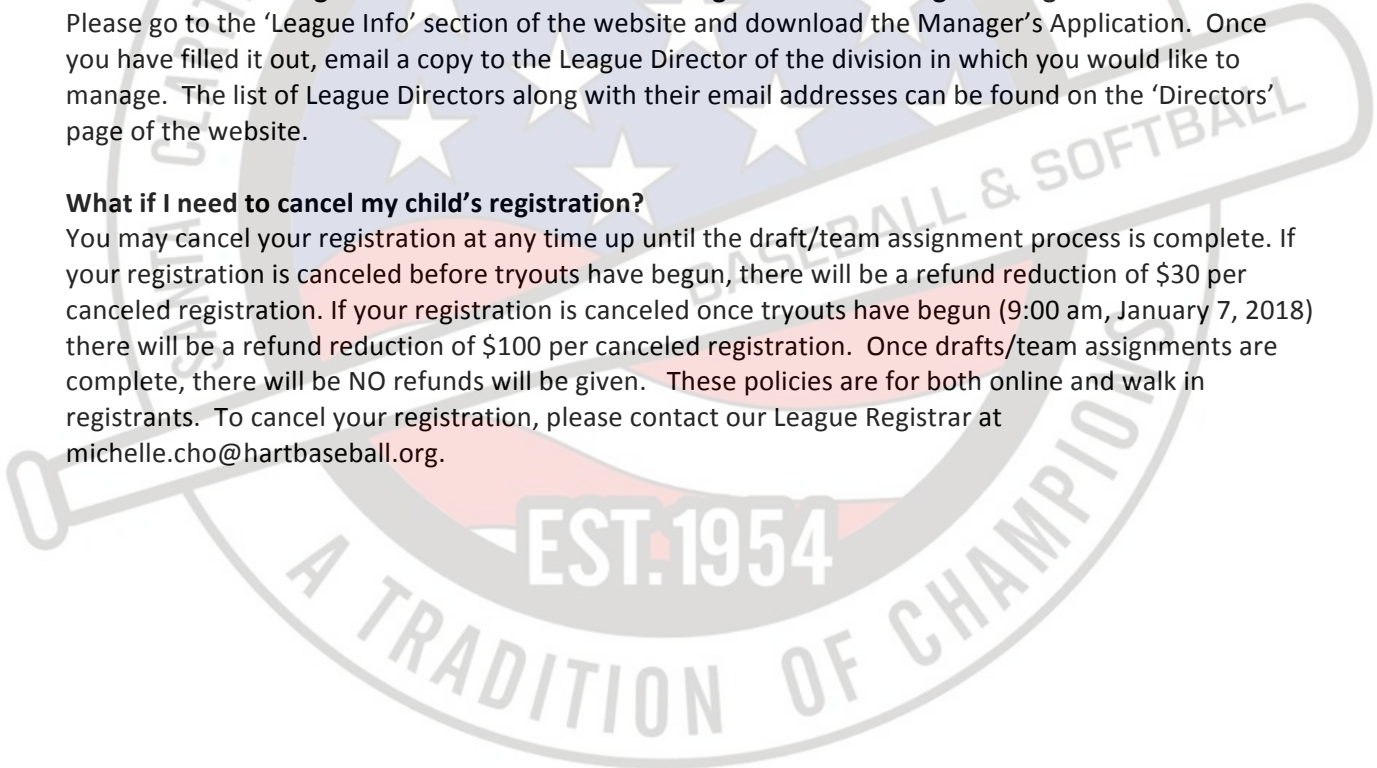 Please go to the ‘League Info’ section of the website and download the Manager’s Application.  Once
you have filled it out, email a copy to the League Director of the division in which you would like to
manage.  The list of League Directors along with their email addresses can be found on the ‘Directors’
page of the website.
What if I need to cancel my child’s registration?
You may cancel your registration at any time up until the draft/team assignment process is complete. If
your registration is canceled before tryouts have begun, there will be a refund reduction of $30 per
canceled registration. If your registration is canceled once tryouts have begun (9:00 am, January 7, 2018)
there will be a refund reduction of $100 per canceled registration.  Once drafts/team assignments are
complete, there will be NO refunds will be given.   These policies are for both online and walk in
registrants.  To cancel your registration, please contact our League Registrar at
michelle.cho@hartbaseball.org.
SANTA
BASEBALL & SOFTBALL
EST. 1954
A TRADITION OF CHAMPIONS